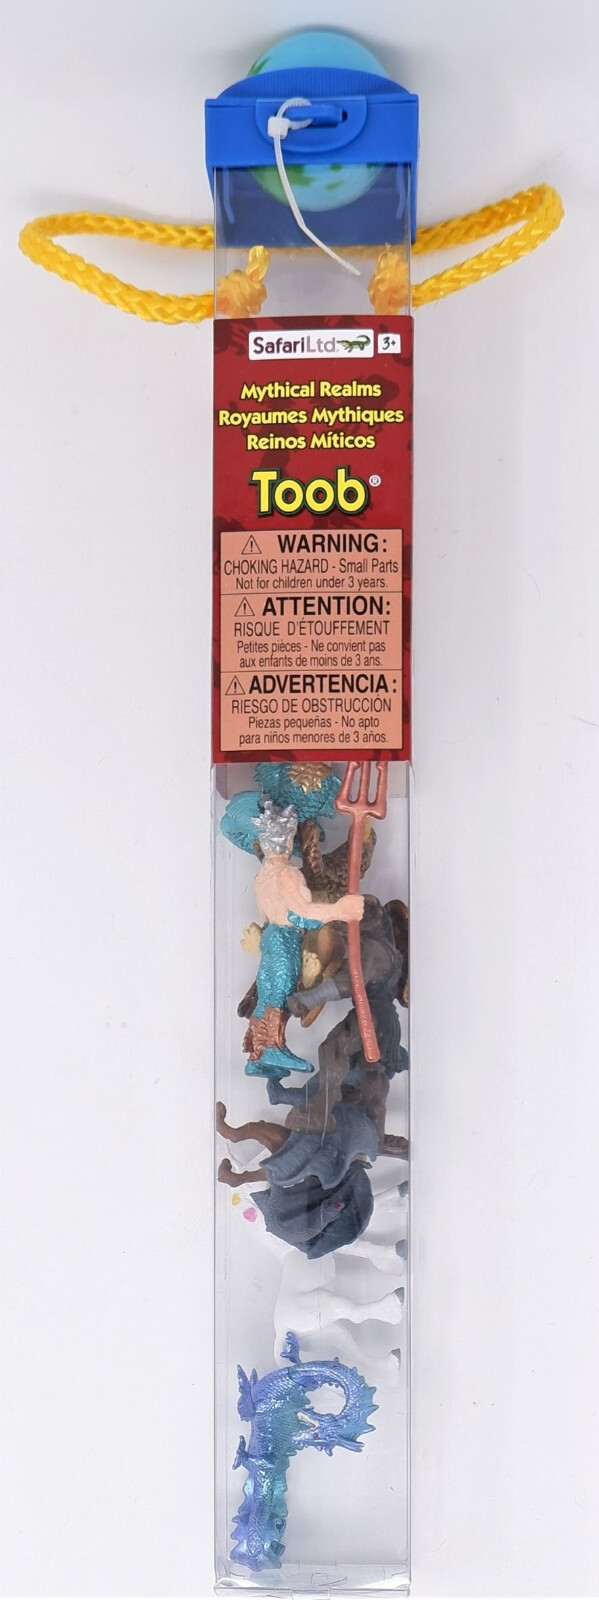 SafariLtd.
3+
Mythical Realms
Royaumes Mythiques
Reinos Míticos
Toob®
⚠ WARNING:
CHOKING HAZARD - Small Parts
Not for children under 3 years.
⚠ ATTENTION:
RISQUE D'ÉTOUFFEMENT
Petites pièces - Ne convient pas
aux enfants de moins de 3 ans.
⚠ ADVERTENCIA:
RIESGO DE OBSTRUCCIÓN
Piezas pequeñas - No apto
para niños menores de 3 años.